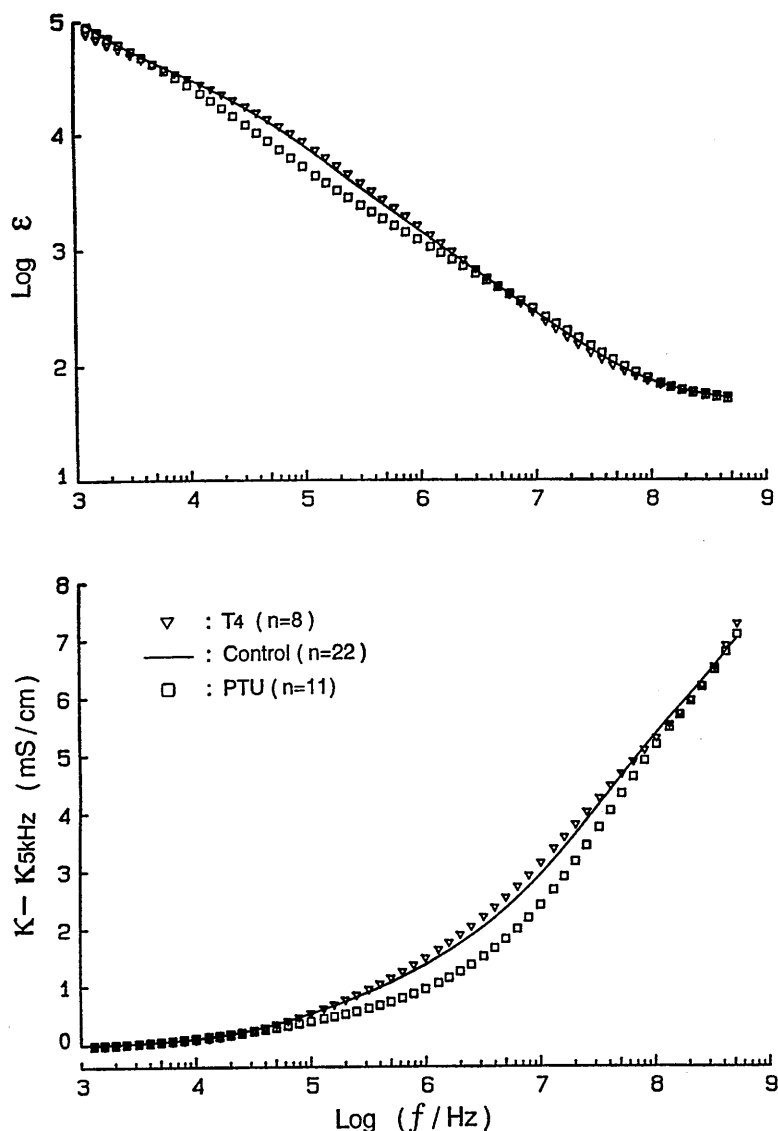 5
4
3
2
1
Log ε
3 4 5 6 7 8 9
8
7
6
5
4
3
2
1
0
K− K5kHz (mS/cm)
▽ : T4 (n=8)
— : Control (n=22)
□ : PTU (n=11)
3 4 5 6 7 8 9
Log (f/Hz)